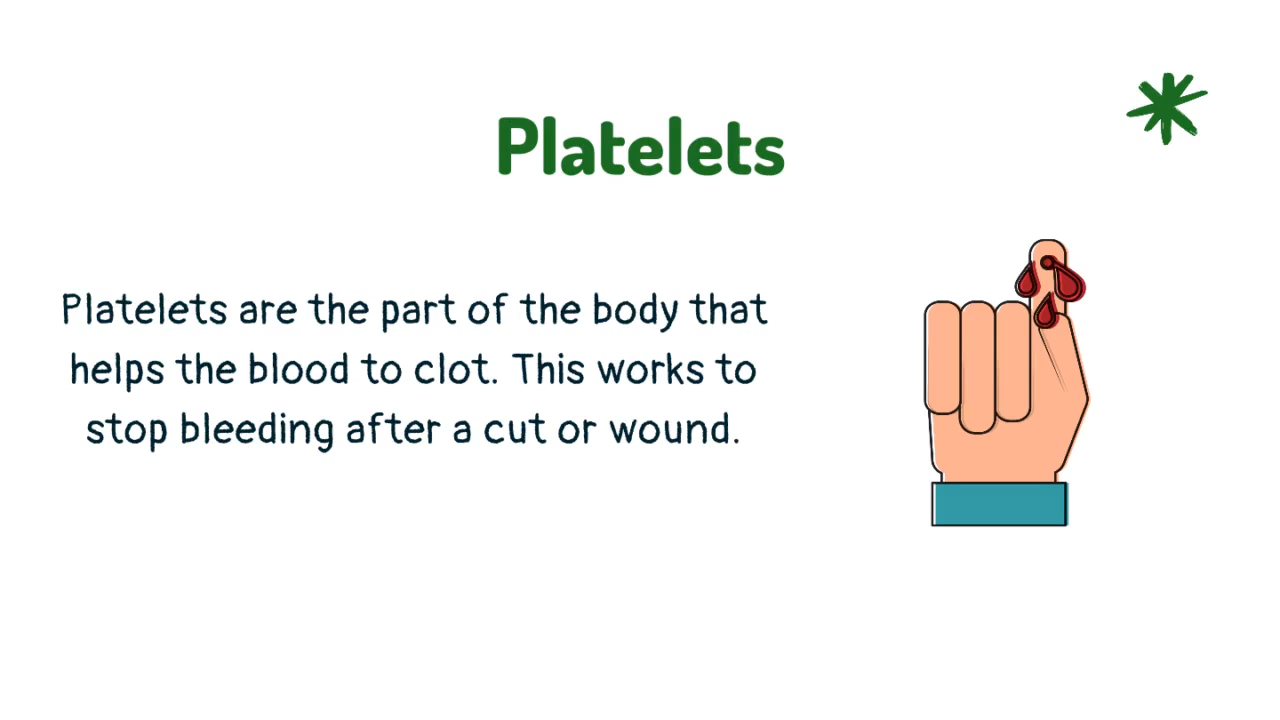 Platelets
Platelets are the part of the body that
helps the blood to clot. This works to
stop bleeding after a cut or wound.